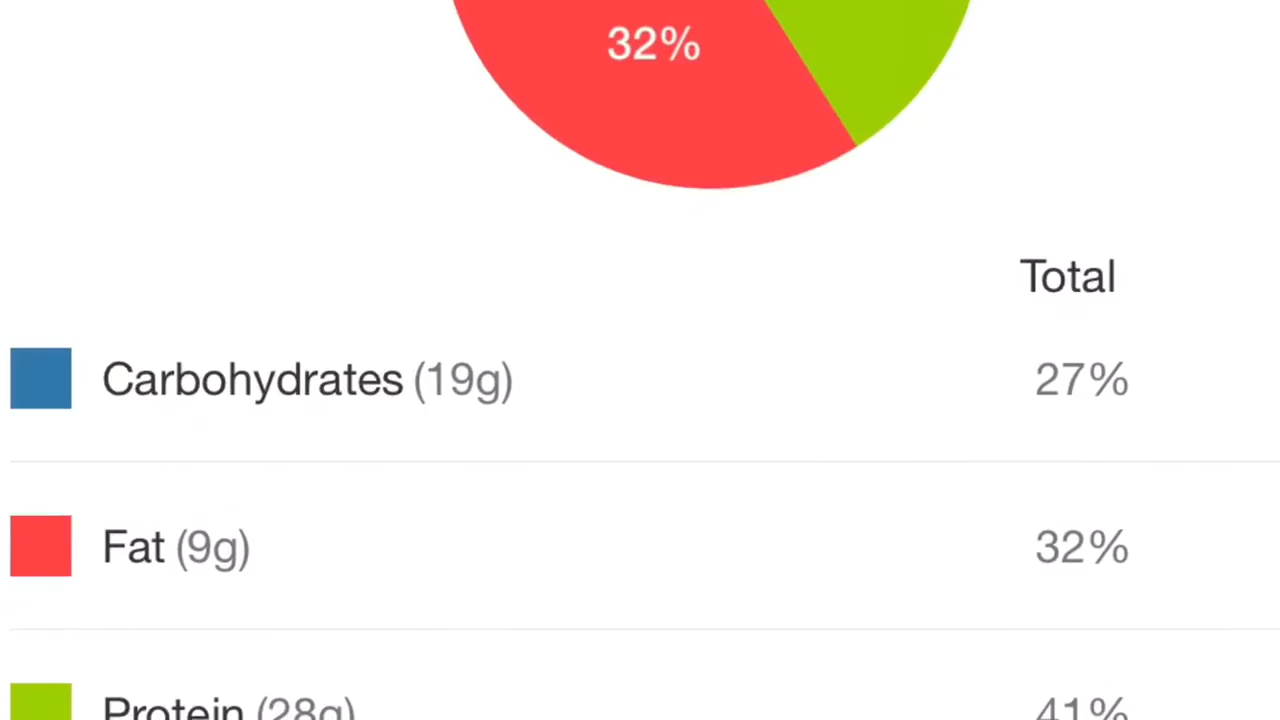 32%
Total
Carbohydrates (19g) 27%
Fat (9g) 32%
Protein (28g) 41%